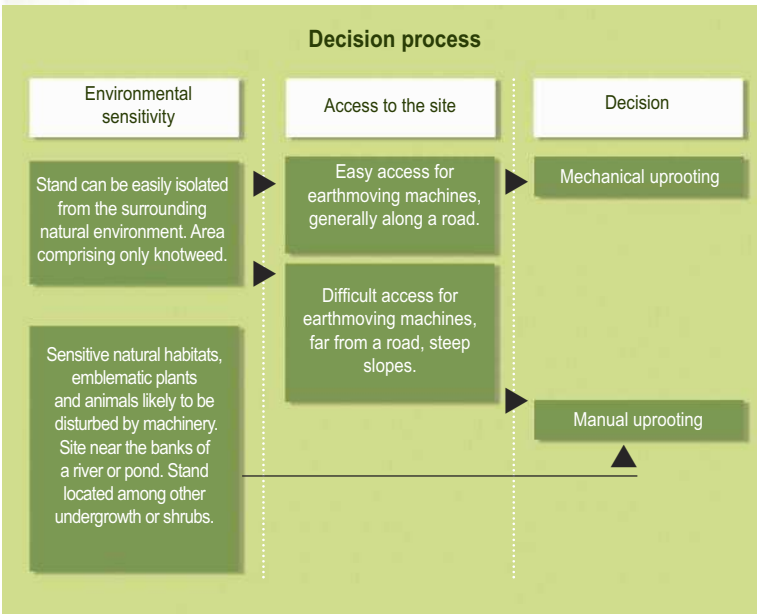 Decision process
Environmental
sensitivity
Access to the site
Decision
Stand can be easily isolated
from the surrounding
natural environment. Area
comprising only knotweed.
Easy access for
earthmoving machines,
generally along a road.
Mechanical uprooting
Difficult access for
earthmoving machines,
far from a road, steep
slopes.
Sensitive natural habitats,
emblematic plants
and animals likely to be
disturbed by machinery.
Site near the banks of
a river or pond. Stand
located among other
undergrowth or shrubs.
Manual uprooting